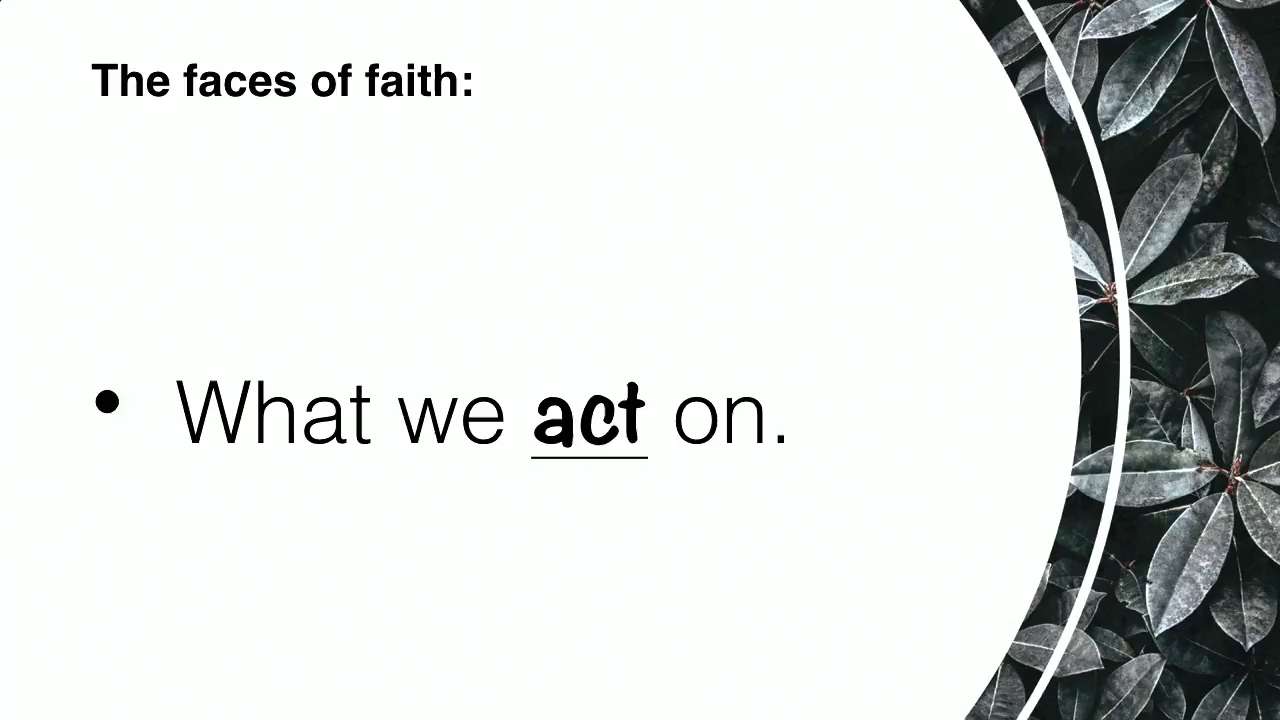 The faces of faith:
• What we act on.